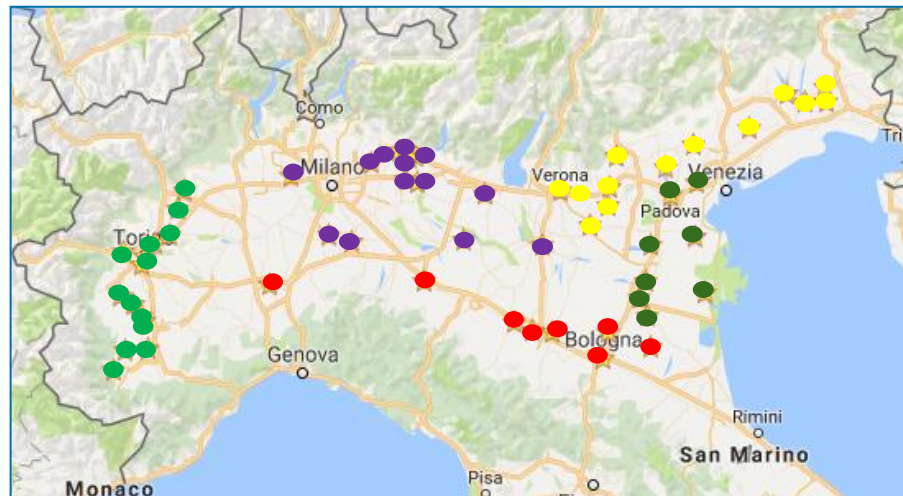 Como
Milano
Verona
Venezia
Padova
Genova
Bologna
Rimini
San Marino
Pisa
Monaco